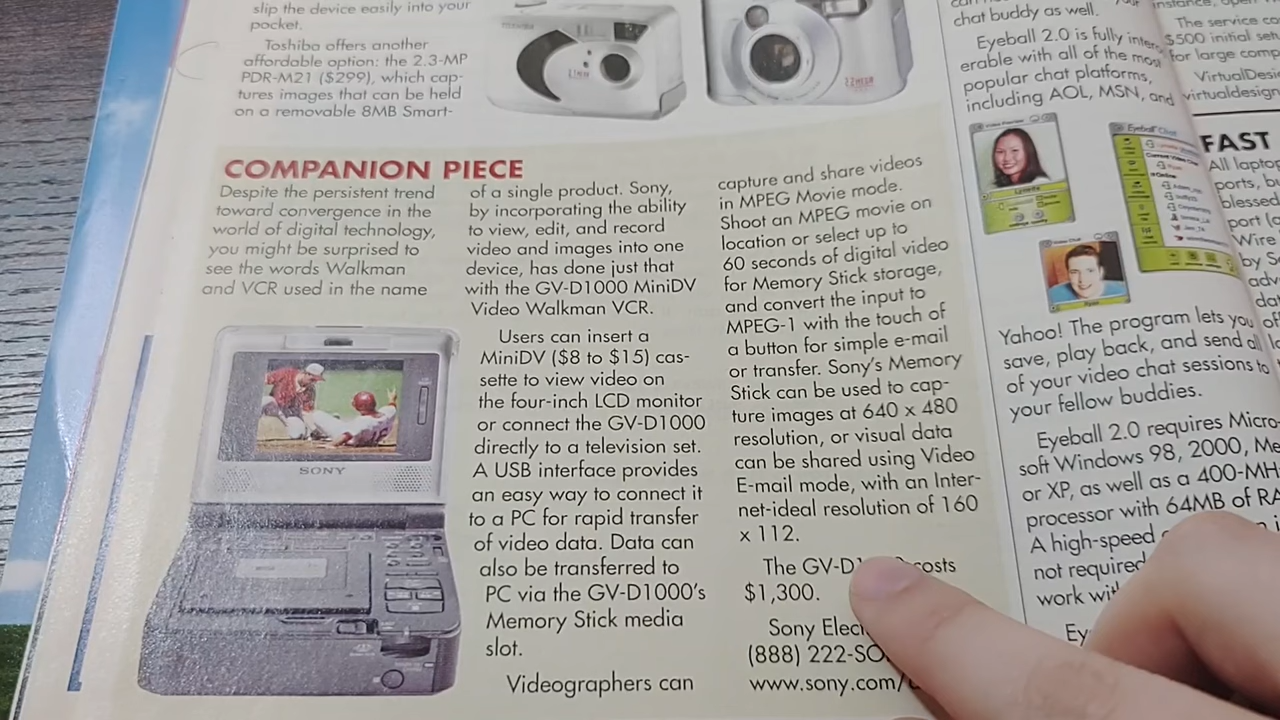 slip the device easily into your
pocket.
Toshiba offers another
affordable option: the 2.3-MP
PDR-M21 ($299), which cap-
tures images that can be held
on a removable 8MB Smart-
COMPANION PIECE
Despite the persistent trend
toward convergence in the
world of digital technology,
you might be surprised to
see the words Walkman
and VCR used in the name
SONY
of a single product. Sony,
by incorporating the ability
to view, edit, and record
video and images into one
device, has done just that
with the GV-D1000 MiniDV
Video Walkman VCR.
Users can insert a
MiniDV ($8 to $15) cas-
sette to view video on
the four-inch LCD monitor
or connect the GV-D1000
directly to a television set.
A USB interface provides
an easy way to connect it
to a PC for rapid transfer
of video data. Data can
also be transferred to
PC via the GV-D1000's
Memory Stick media
slot.
Videographers can
capture and share videos
in MPEG Movie mode.
Shoot an MPEG movie on
location or select up to
60 seconds of digital video
for Memory Stick storage,
and convert the input to
MPEG-1 with the touch of
a button for simple e-mail
or transfer. Sony's Memory
Stick can be used to cap-
ture images at 640 x 480
resolution, or visual data
can be shared using Video
E-mail mode, with an Inter-
net-ideal resolution of 160
x 112.
The costs
$1,300.
Sony
(888)
www.sony.com/
chat buddy as well.
Eyeball 2.0 is fully
erable with all of the most
popular chat platforms,
including AOL, MSN, and
Yahoo! The program lets you
save, play back, and send all
of your video chat sessions to
your fellow buddies.
Eyeball 2.0 requires Micro-
soft Windows 98, 2000, Me
or XP, as well as a 400-MH
processor with 64MB of RA
A high-speed
not required
work
The service
$500 initial
for large
FAST
All
ports,
blessed
port
Wire
by